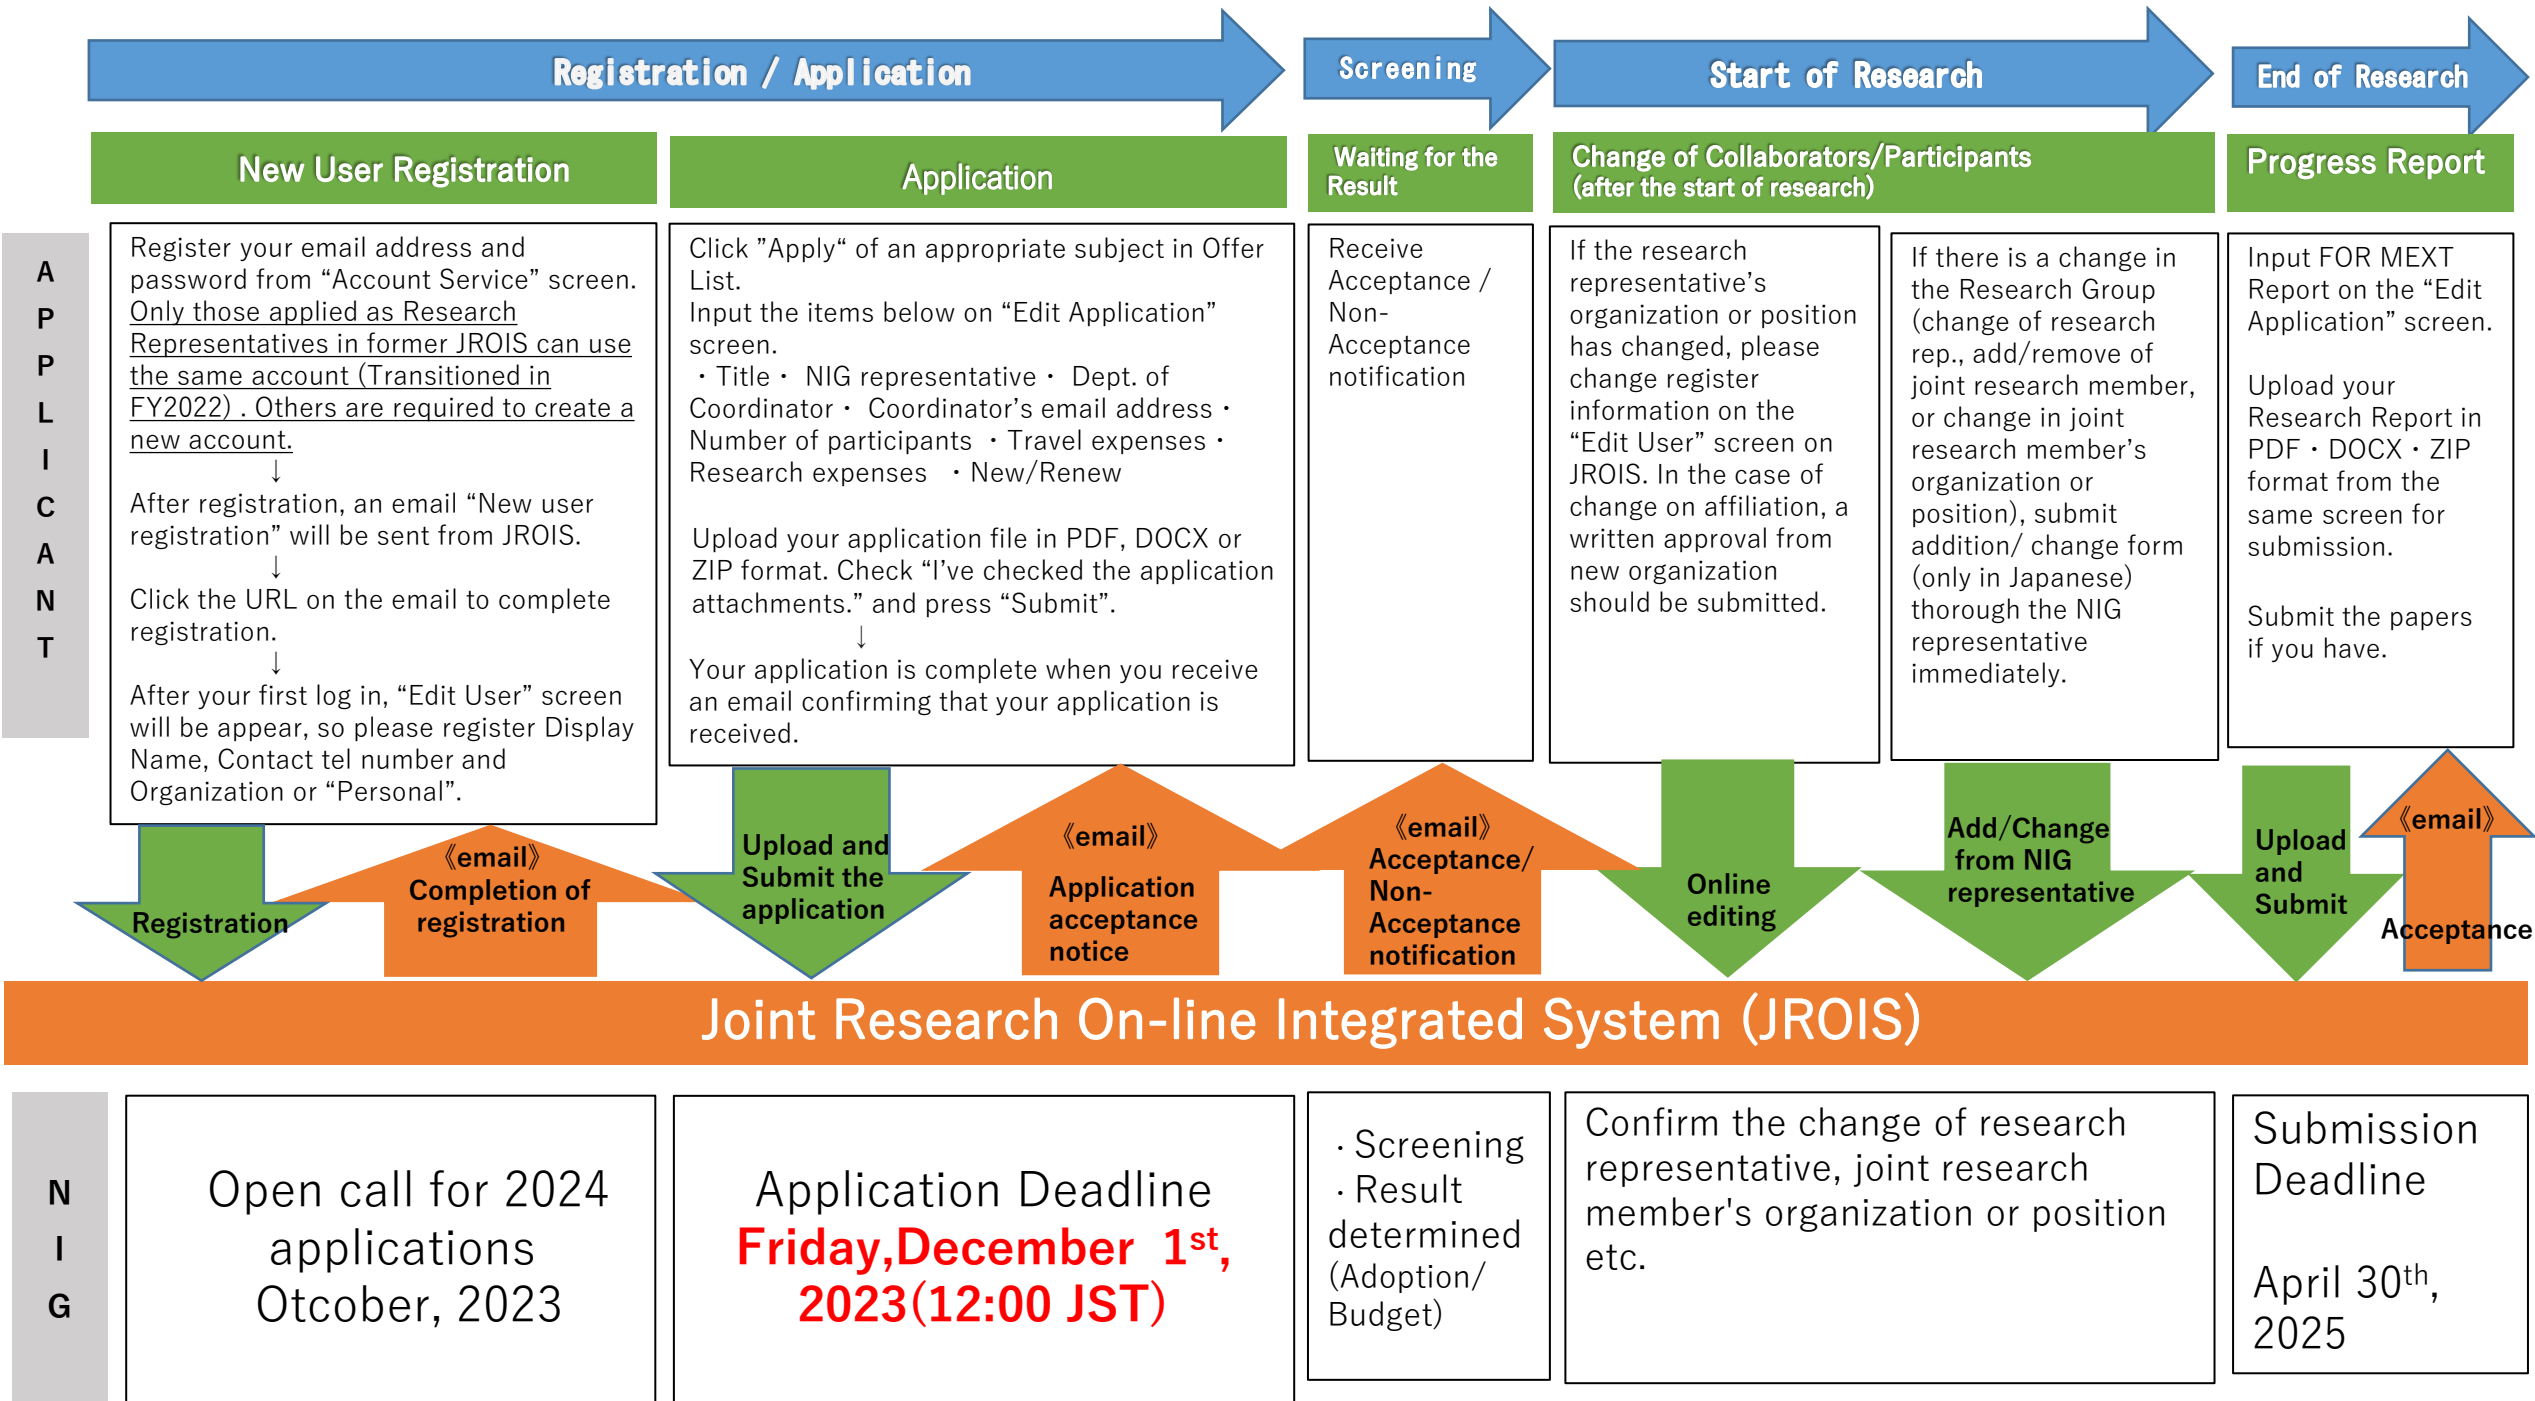 Registration / Application
Screening
Start of Research
End of Research
New User Registration
Application
Waiting for the
Result
Change of Collaborators/Participants
(after the start of research)
Progress Report
A
P
P
L
I
C
A
N
T
Register your email address and
password from “Account Service” screen.
Only those applied as Research
Representatives in former JROIS can use
the same account (Transitioned in
FY2022) . Others are required to create a
new account.
↓
After registration, an email “New user
registration” will be sent from JROIS.
↓
Click the URL on the email to complete
registration.
↓
After your first log in, “Edit User” screen
will be appear, so please register Display
Name, Contact tel number and
Organization or “Personal”.
Click ”Apply“ of an appropriate subject in Offer
List.
Input the items below on “Edit Application”
screen.
・Title・ NIG representative・ Dept. of
Coordinator・ Coordinator’s email address・
Number of participants ・Travel expenses・
Research expenses ・New/Renew
Upload your application file in PDF, DOCX or
ZIP format. Check “I’ve checked the application
attachments.” and press “Submit”.
↓
Your application is complete when you receive
an email confirming that your application is
received.
Receive
Acceptance /
Non-
Acceptance
notification
If the research
representative’s
organization or position
has changed, please
change register
information on the
“Edit User” screen on
JROIS. In the case of
change on affiliation, a
written approval from
new organization
should be submitted.
If there is a change in
the Research Group
(change of research
rep., add/remove of
joint research member,
or change in joint
research member’s
organization or
position), submit
addition/ change form
(only in Japanese)
thorough the NIG
representative
immediately.
Input FOR MEXT
Report on the “Edit
Application” screen.
Upload your
Research Report in
PDF・DOCX・ZIP
format from the
same screen for
submission.
Submit the papers
if you have.
Registration
《email》
Completion of
registration
Upload and
Submit the
application
《email》
Application
acceptance
notice
《email》
Acceptance/
Non-
Acceptance
notification
Online
editing
Add/Change
from NIG
representative
Upload
and
Submit
《email》
Acceptance
Joint Research On-line Integrated System (JROIS)
N
I
G
Open call for 2024
applications
Otcober, 2023
Application Deadline
Friday,December 1st,
2023(12:00 JST)
・Screening
・Result
determined
(Adoption/
Budget)
Confirm the change of research
representative, joint research
member's organization or position
etc.
Submission
Deadline
April 30th,
2025